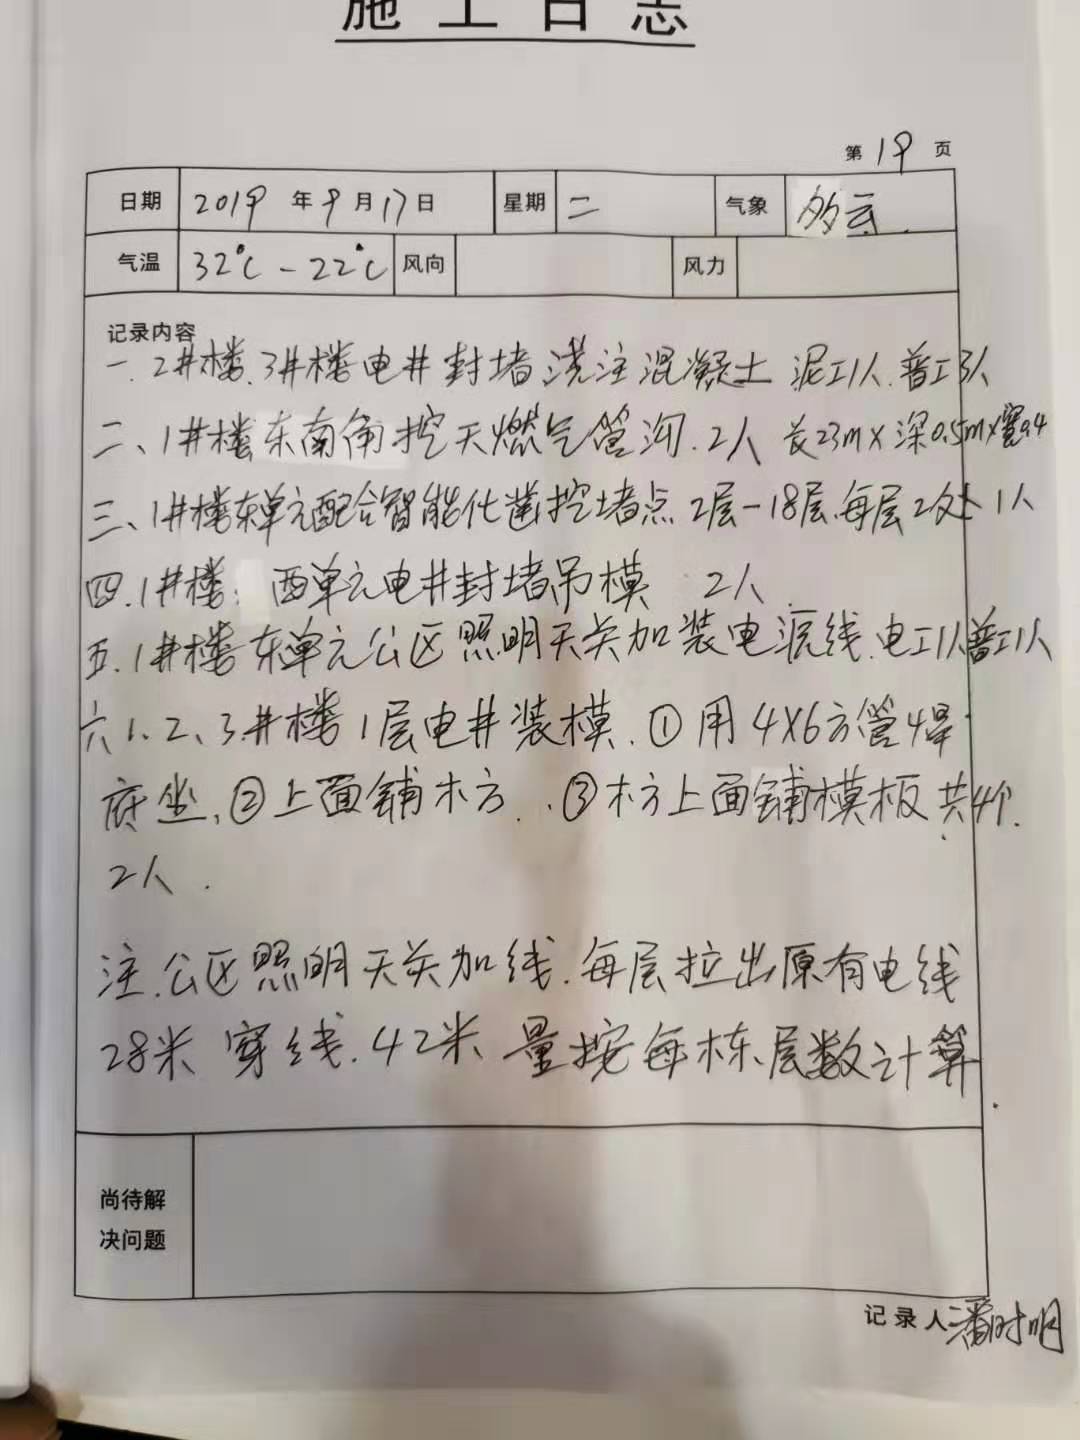 施工日志
第 19 页
日期 2019 年 9 月 17 日 星期 二 气象 多云
气温 32℃-22℃ 风向 风力
记录内容
一.2#楼.3#楼电井封堵浇注混凝土 泥工1人.普工3人
二、1#楼东南角挖天燃气管沟.2人 长23m×深0.5m×宽0.4
三、1#楼东单元配合智能化凿挖堵点2层-18层.每层2处1人
四.1#楼:西单元电井封堵吊模 2人
五.1#楼东单元公区照明开关加装电源线.电工1人普工1人
六1、2、3#楼1层电井装模.①用4×6方管焊
底坐,②上面铺木方.③木方上面铺模板共4个.
2人.
注.公区照明开关加线.每层拉出原有电线
28米 穿线.42米 量按每栋层数计算.
尚待解
决问题
记录人 潘时明